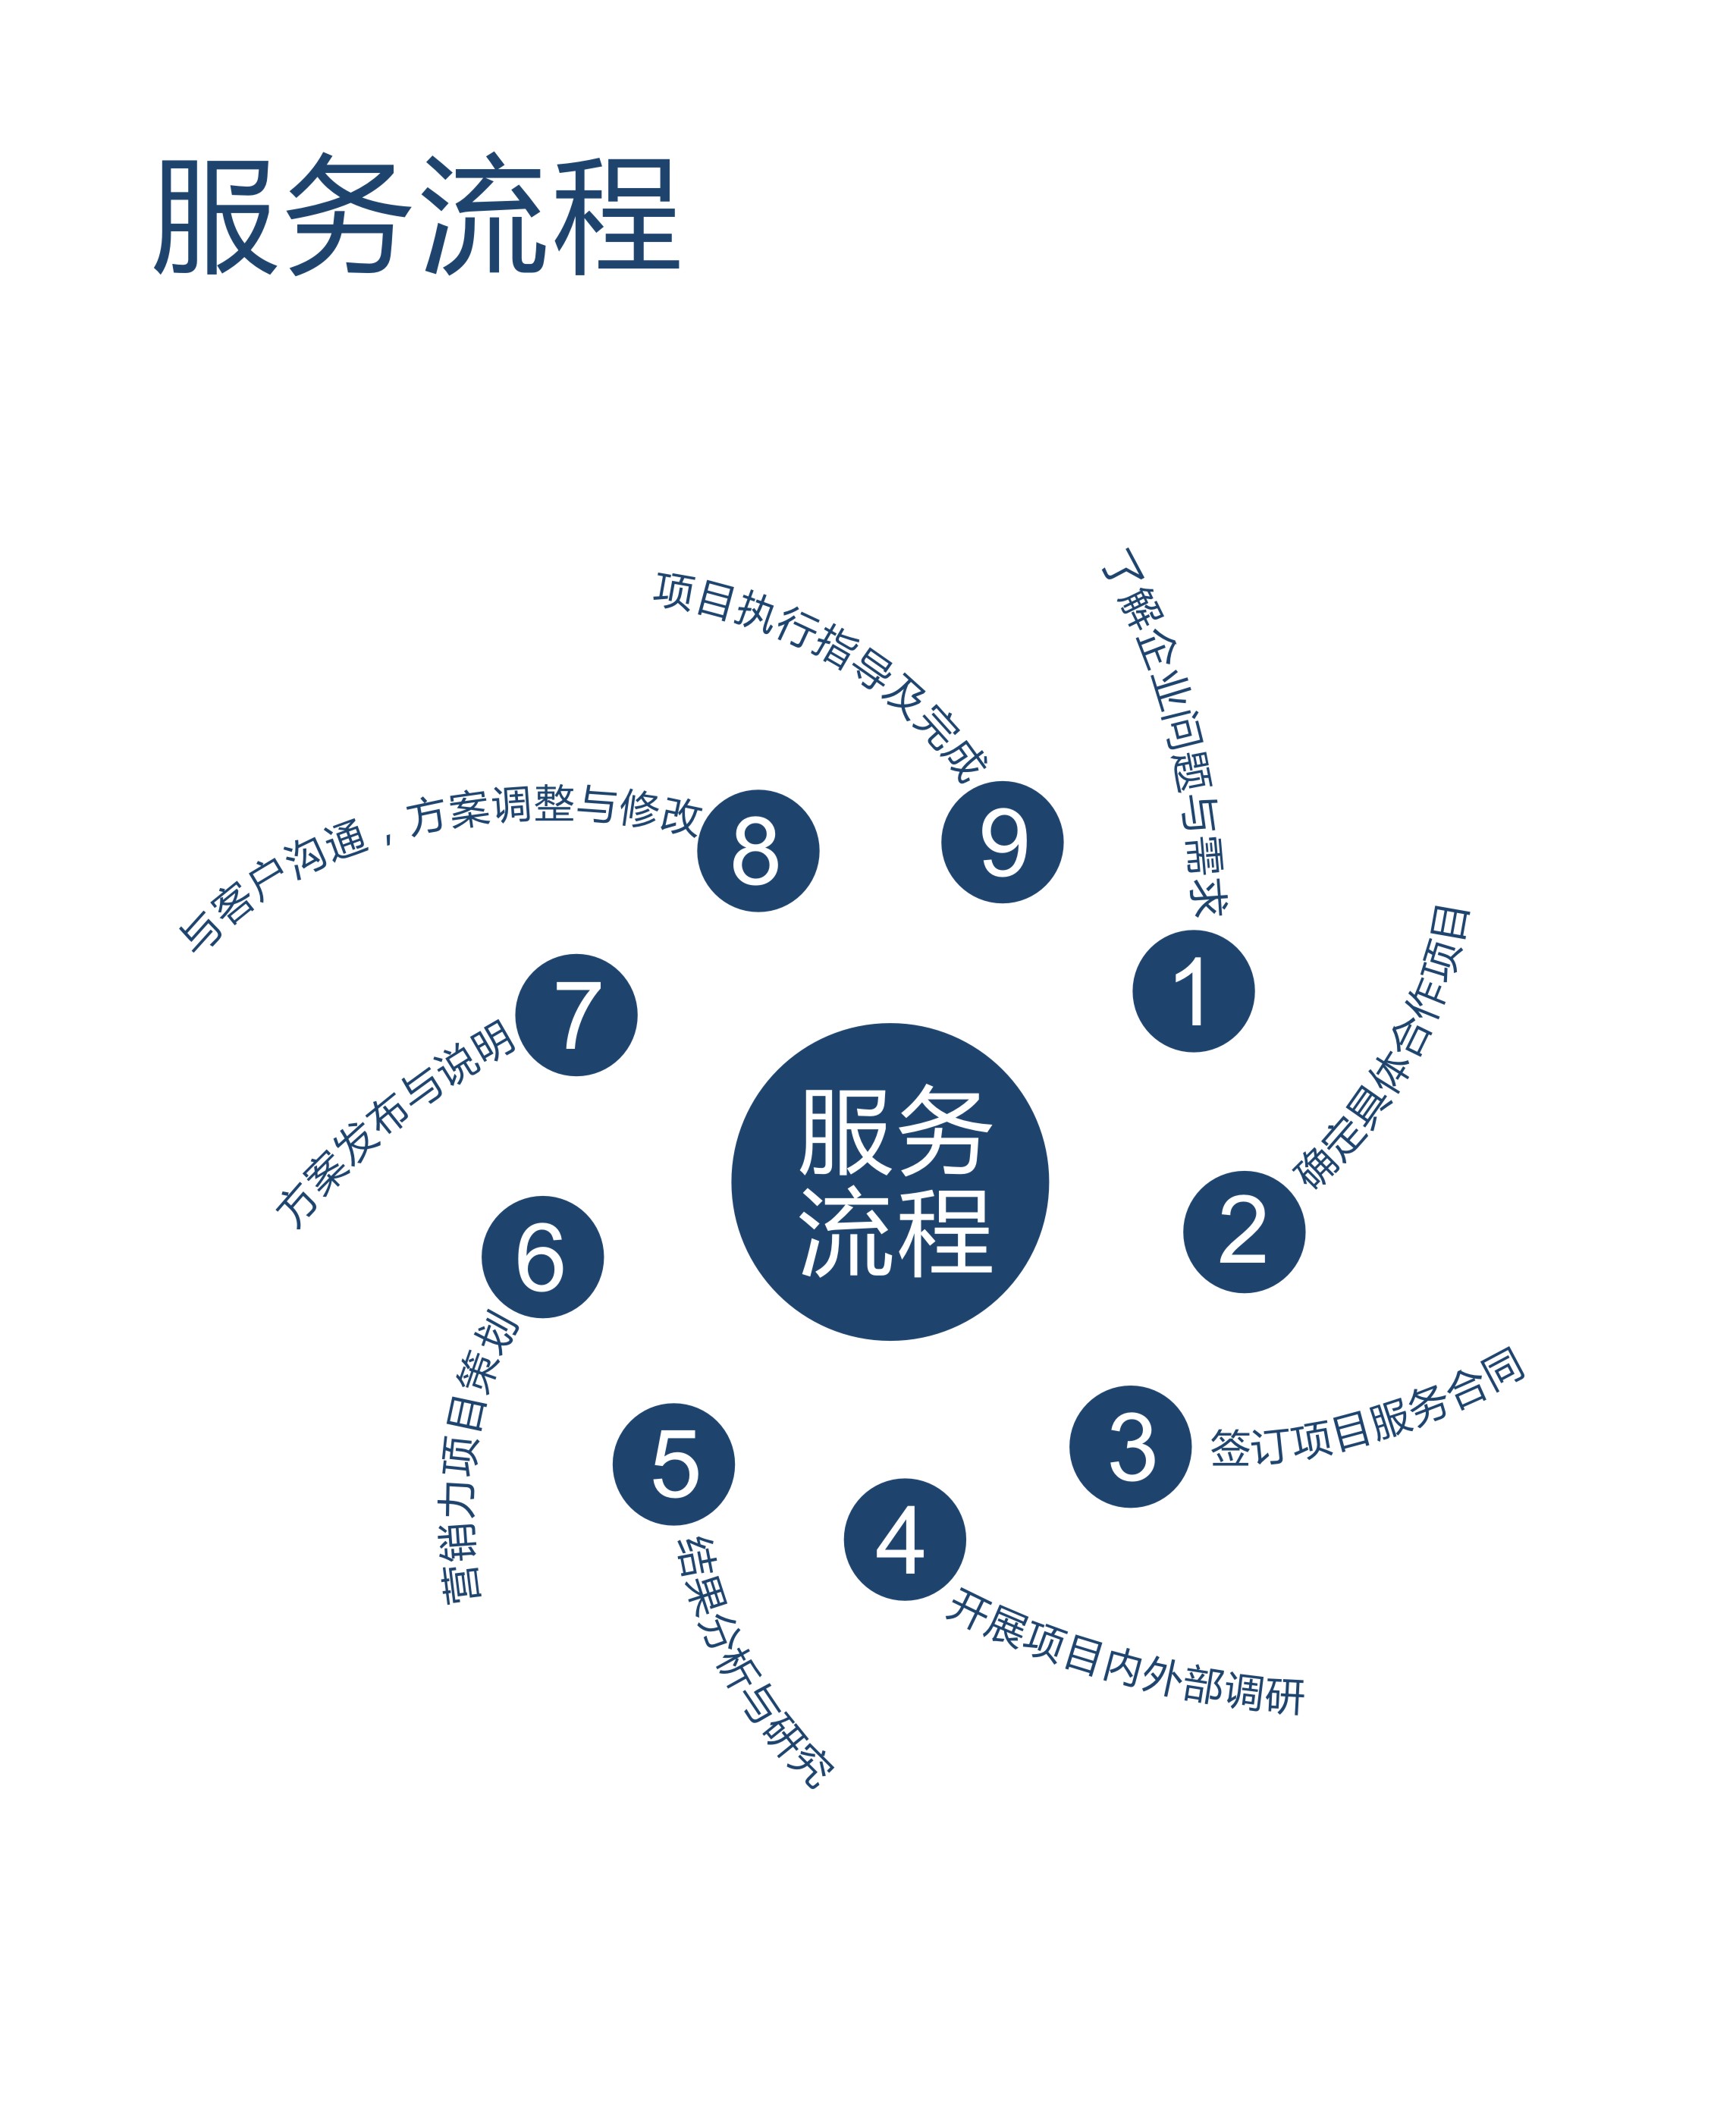 服务流程
服务
流程
1
了解企业问题与需求
2
确定具体合作项目
3
签订项目服务合同
4
开展项目内外部调研
5
结果分析与研究
6
营销力项目策划
7
方案发布与说明
8
与客户沟通，方案调整与修改
9
项目执行指导及完成